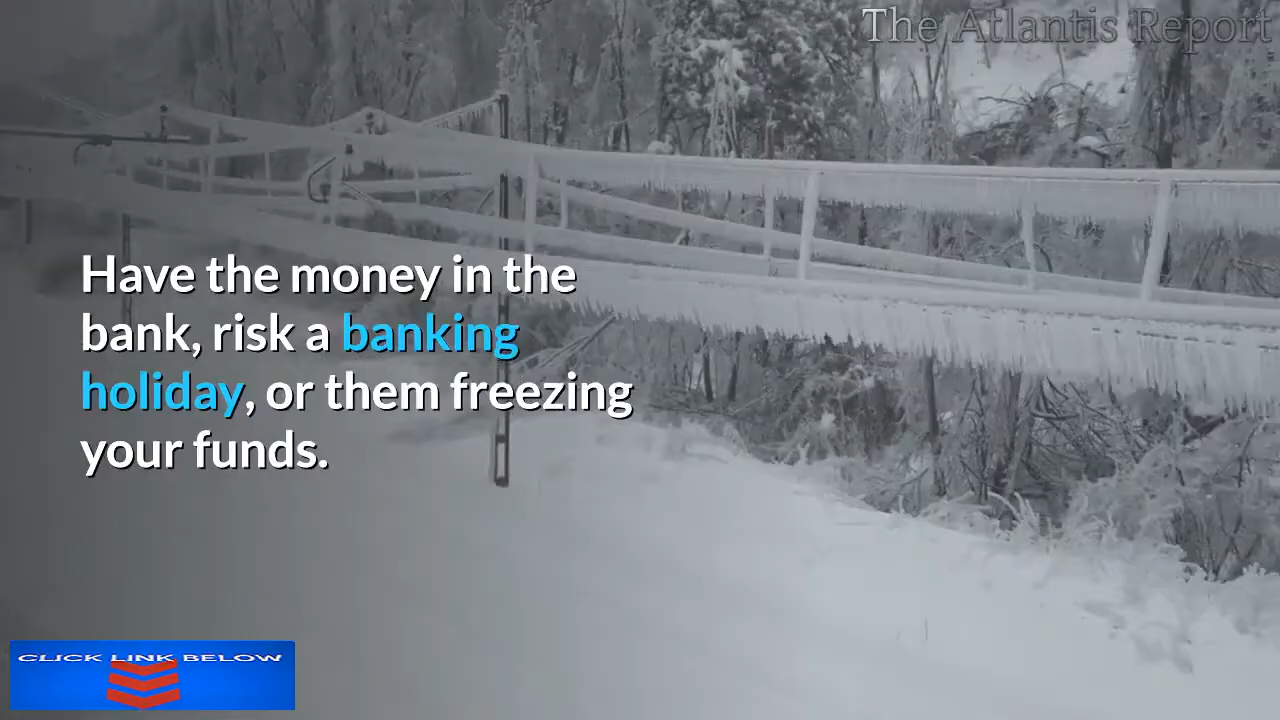 The Atlantis Report
Have the money in the
bank, risk a banking
holiday, or them freezing
your funds.
CLICK LINK BELOW